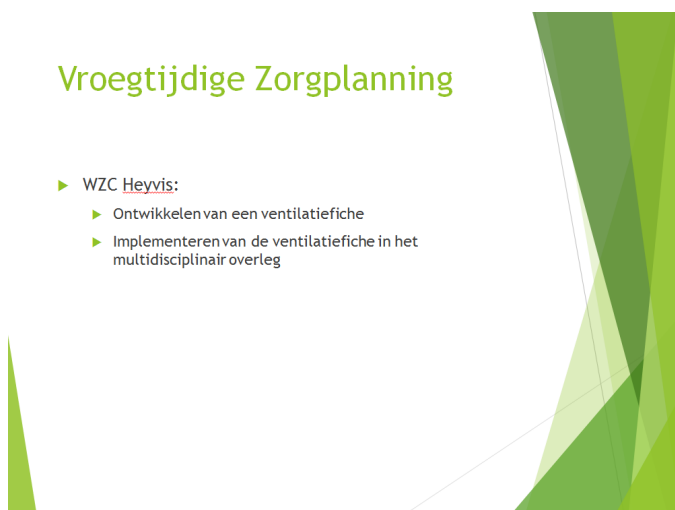 Vroegtijdige Zorgplanning
WZC Heyvis:
Ontwikkelen van een ventilatiefiche
Implementeren van de ventilatiefiche in het
multidisciplinair overleg